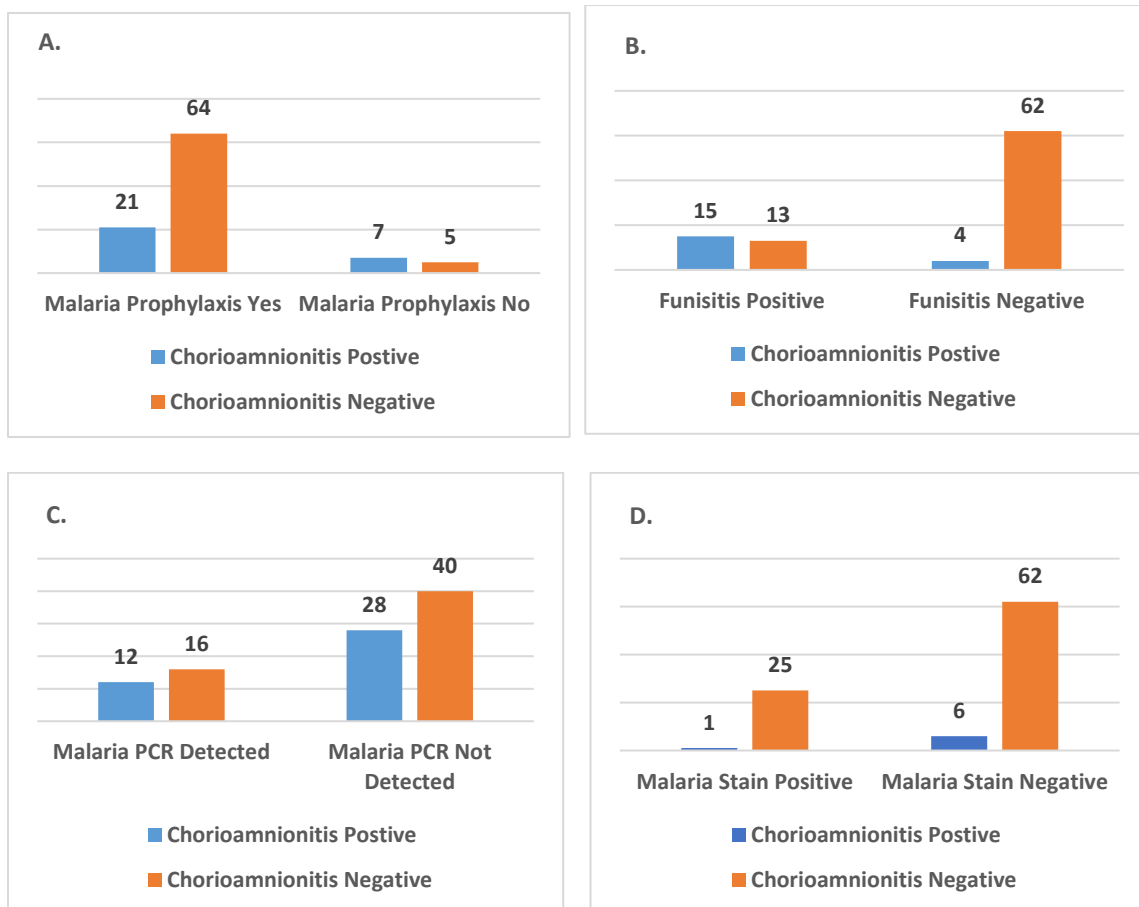 A.
64
21
7
5
Malaria Prophylaxis Yes
Malaria Prophylaxis No
Chorioamnionitis Postive
Chorioamnionitis Negative
B.
62
15
13
4
Funisitis Positive
Funisitis Negative
Chorioamnionitis Postive
Chorioamnionitis Negative
C.
40
28
12
16
Malaria PCR Detected
Malaria PCR Not
Detected
Chorioamnionitis Postive
Chorioamnionitis Negative
D.
62
25
1
6
Malaria Stain Positive
Malaria Stain Negative
Chorioamnionitis Postive
Chorioamnionitis Negative